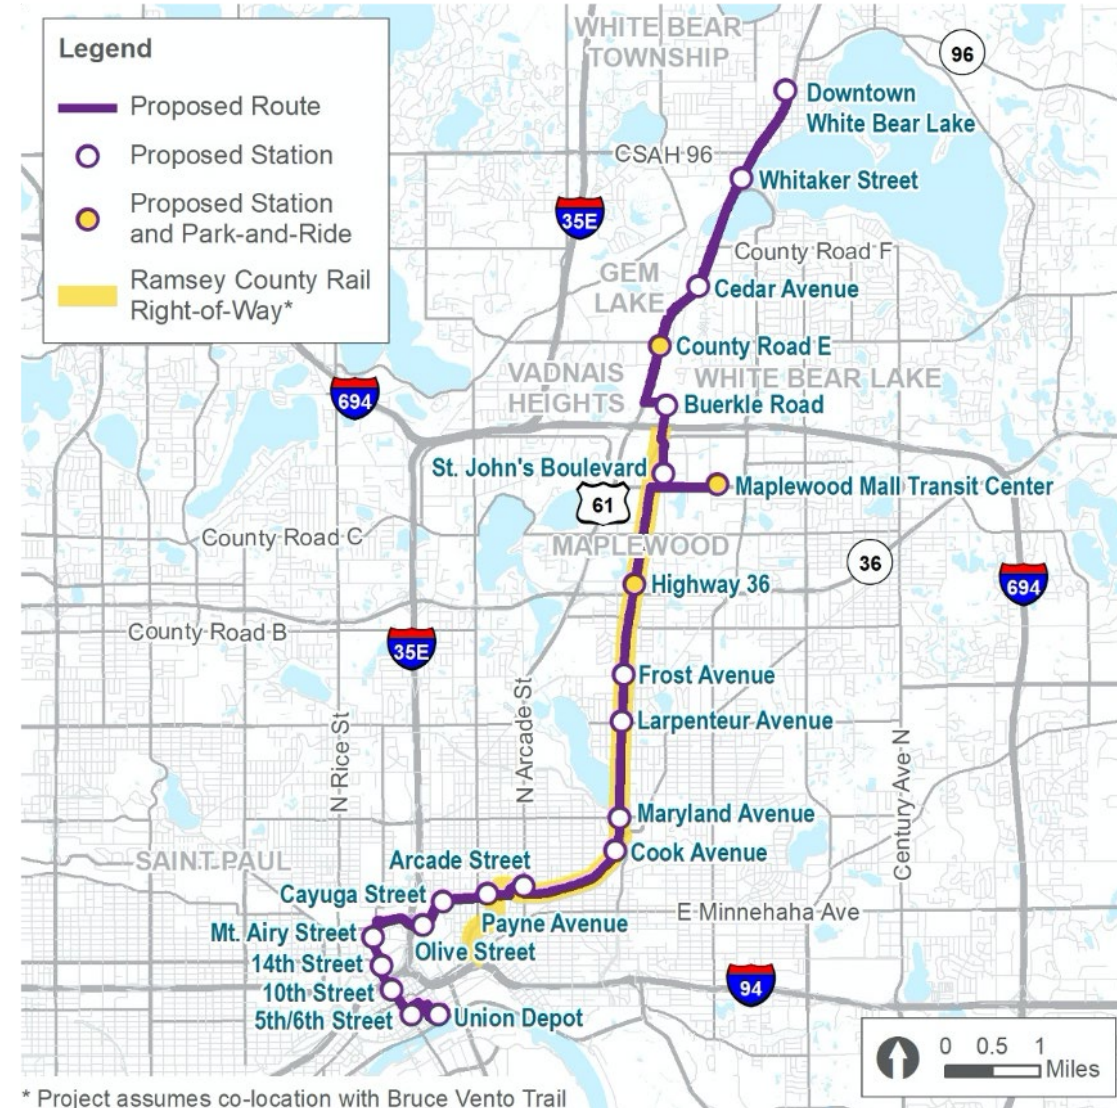 Legend
Proposed Route
Proposed Station
Proposed Station
and Park-and-Ride
Ramsey County Rail
Right-of-Way*
WHITE BEAR
TOWNSHIP
96
Downtown
White Bear Lake
CSAH 96
Whitaker Street
35E
County Road F
GEM
LAKE
Cedar Avenue
County Road E
VADNAIS
HEIGHTS
WHITE BEAR LAKE
694
Buerkle Road
St. John's Boulevard
Maplewood Mall Transit Center
61
County Road C
MAPLEWOOD
36
Highway 36
694
County Road B
35E
Frost Avenue
N Rice St
N Arcade St
Larpenteur Avenue
Century Ave N
Maryland Avenue
SAINT PAUL
Arcade Street
Cook Avenue
Cayuga Street
E Minnehaha Ave
Payne Avenue
Mt. Airy Street
Olive Street
14th Street
94
10th Street
5th/6th Street
Union Depot
0 0.5 1
Miles
* Project assumes co-location with Bruce Vento Trail